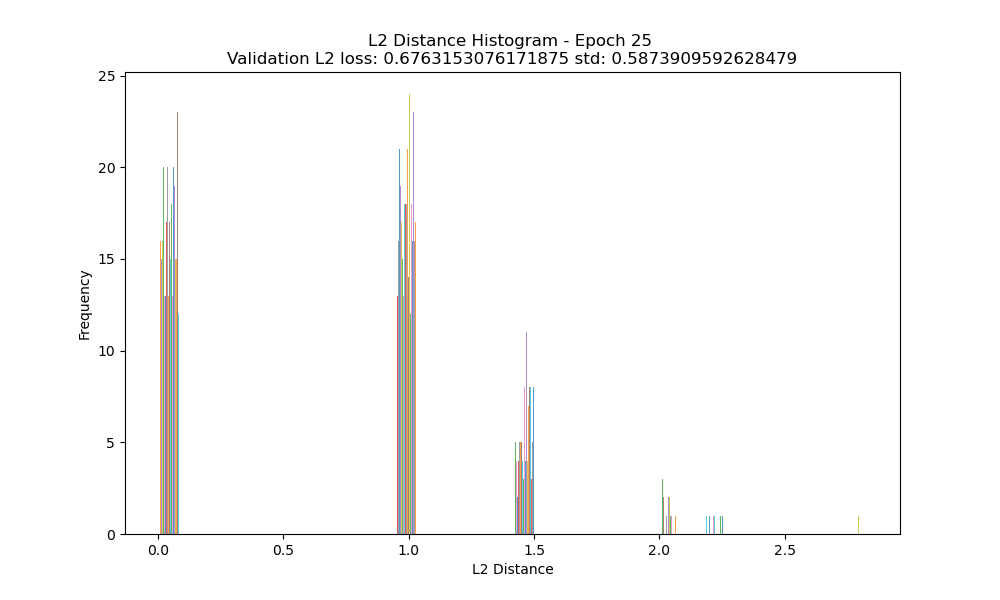 L2 Distance Histogram - Epoch 25
Validation L2 loss: 0.6763153076171875 std: 0.5873909592628479
25
20
15
10
5
0
Frequency
0.0 0.5 1.0 1.5 2.0 2.5
L2 Distance